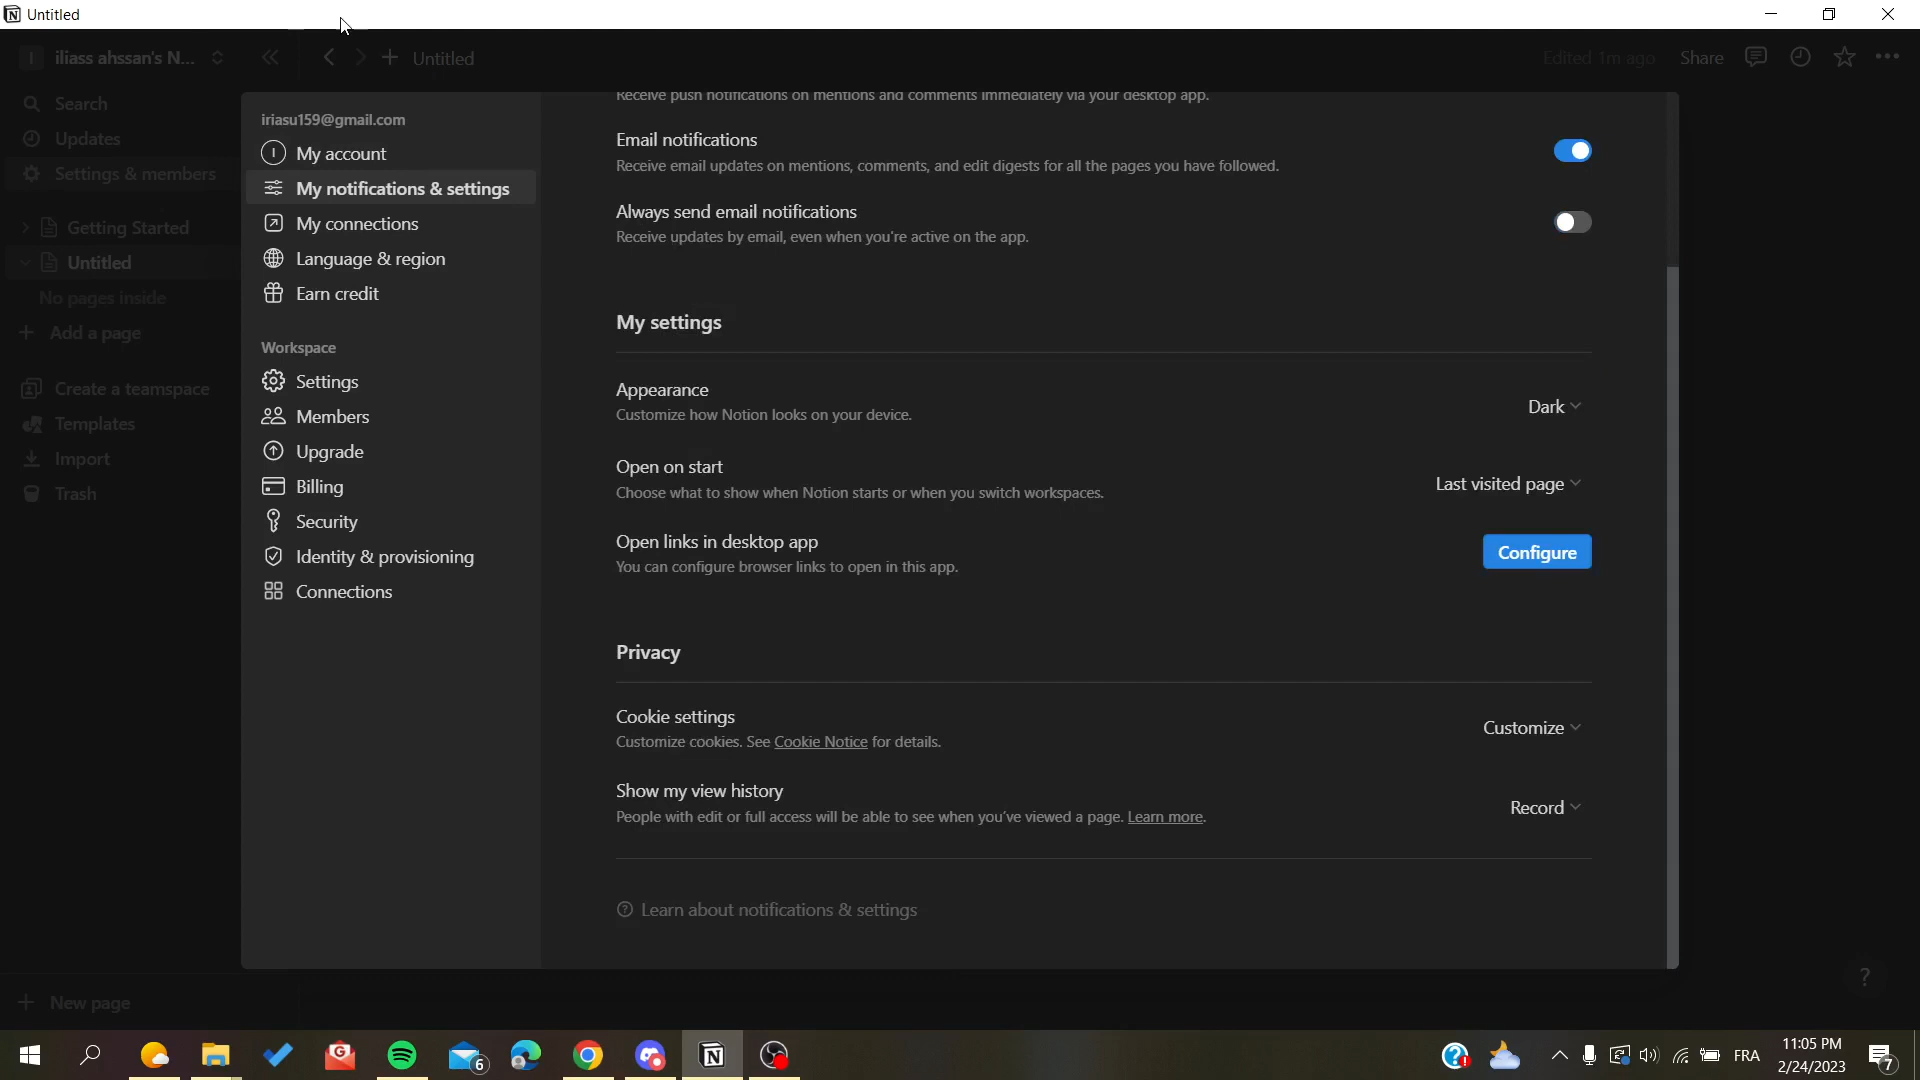 Untitled
iliass ahssan's N...
Untitled
Edited 1m ago
Share
Search
Updates
Settings & members
Getting Started
Untitled
No pages inside
Add a page
Create a teamspace
Templates
Import
Trash
New page
iriasu159@gmail.com
My account
My notifications & settings
My connections
Language & region
Earn credit
Workspace
Settings
Members
Upgrade
Billing
Security
Identity & provisioning
Connections
Receive push notifications on mentions and comments immediately via your desktop app.
Email notifications
Receive email updates on mentions, comments, and edit digests for all the pages you have followed.
Always send email notifications
Receive updates by email, even when you're active on the app.
My settings
Appearance
Customize how Notion looks on your device.
Dark
Open on start
Choose what to show when Notion starts or when you switch workspaces.
Last visited page
Open links in desktop app
You can configure browser links to open in this app.
Configure
Privacy
Cookie settings
Customize cookies. See Cookie Notice for details.
Customize
Show my view history
People with edit or full access will be able to see when you've viewed a page. Learn more.
Record
Learn about notifications & settings
?
6
FRA
11:05 PM
2/24/2023
7